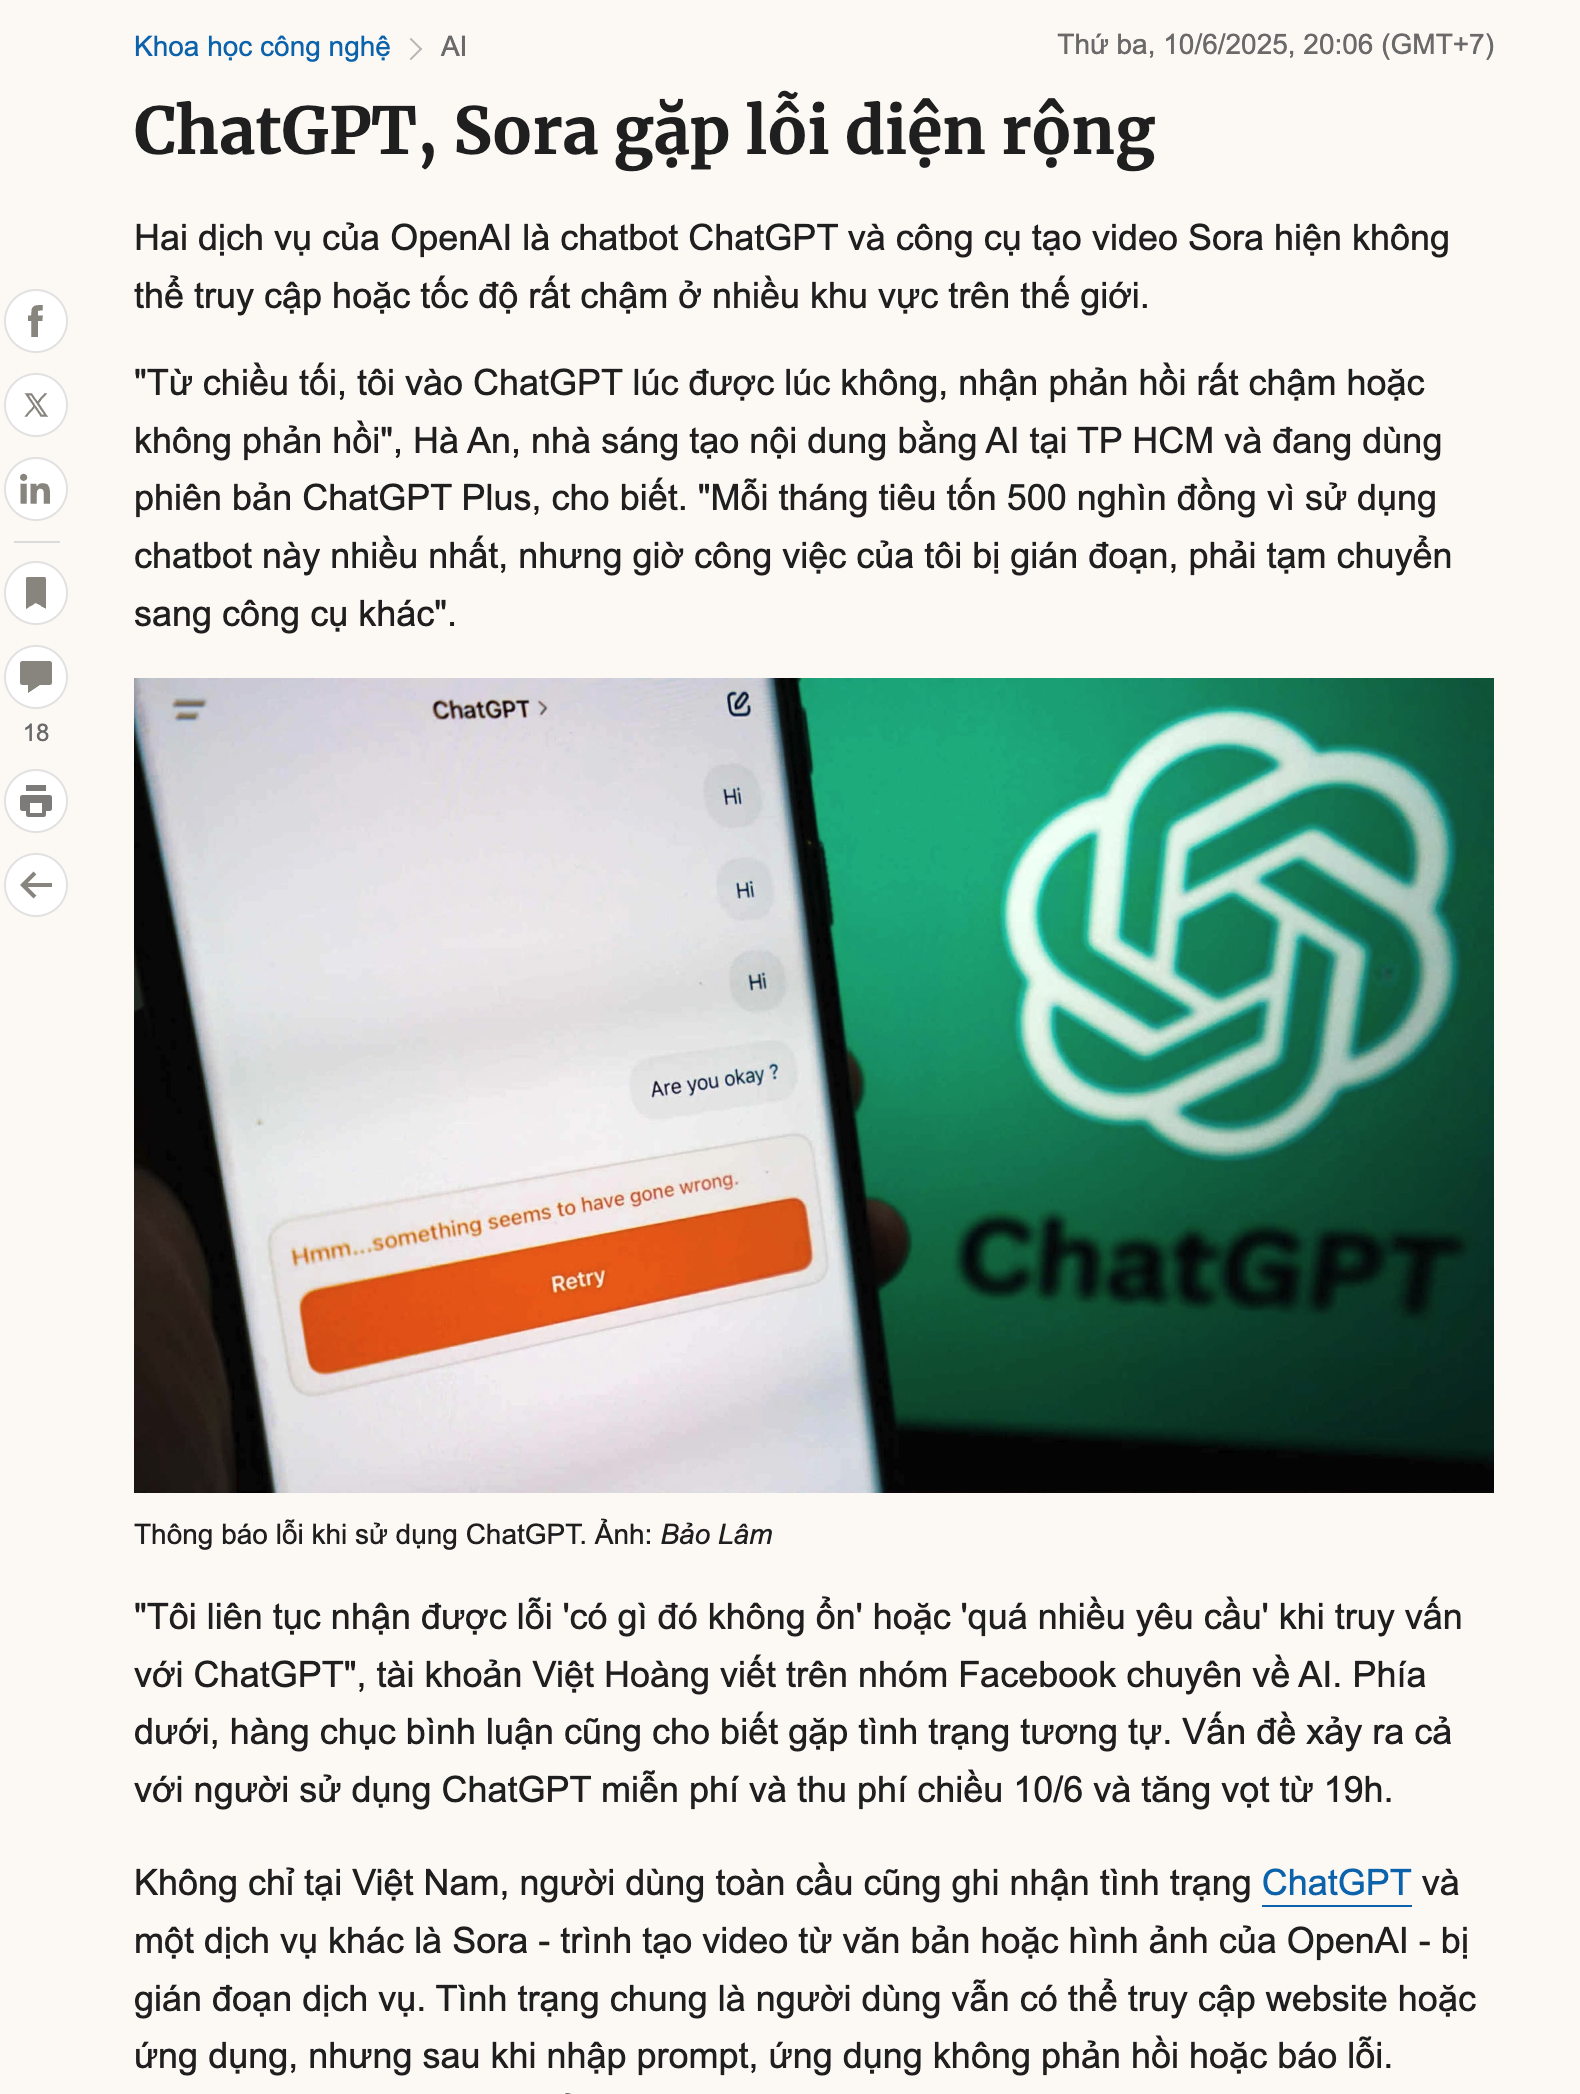 Khoa học công nghệ > AI
Thứ ba, 10/6/2025, 20:06 (GMT+7)
ChatGPT, Sora gặp lỗi diện rộng
Hai dịch vụ của OpenAI là chatbot ChatGPT và công cụ tạo video Sora hiện không
thể truy cập hoặc tốc độ rất chậm ở nhiều khu vực trên thế giới.
"Từ chiều tối, tôi vào ChatGPT lúc được lúc không, nhận phản hồi rất chậm hoặc
không phản hồi", Hà An, nhà sáng tạo nội dung bằng AI tại TP HCM và đang dùng
phiên bản ChatGPT Plus, cho biết. "Mỗi tháng tiêu tốn 500 nghìn đồng vì sử dụng
chatbot này nhiều nhất, nhưng giờ công việc của tôi bị gián đoạn, phải tạm chuyển
sang công cụ khác".
18
ChatGPT >
Hi
Hi
Hi
Are you okay ?
Hmm...something seems to have gone wrong.
Retry
ChatGPT
Thông báo lỗi khi sử dụng ChatGPT. Ảnh: Bảo Lâm
"Tôi liên tục nhận được lỗi 'có gì đó không ổn' hoặc 'quá nhiều yêu cầu' khi truy vấn
với ChatGPT", tài khoản Việt Hoàng viết trên nhóm Facebook chuyên về AI. Phía
dưới, hàng chục bình luận cũng cho biết gặp tình trạng tương tự. Vấn đề xảy ra cả
với người sử dụng ChatGPT miễn phí và thu phí chiều 10/6 và tăng vọt từ 19h.
Không chỉ tại Việt Nam, người dùng toàn cầu cũng ghi nhận tình trạng ChatGPT và
một dịch vụ khác là Sora - trình tạo video từ văn bản hoặc hình ảnh của OpenAI - bị
gián đoạn dịch vụ. Tình trạng chung là người dùng vẫn có thể truy cập website hoặc
ứng dụng, nhưng sau khi nhập prompt, ứng dụng không phản hồi hoặc báo lỗi.